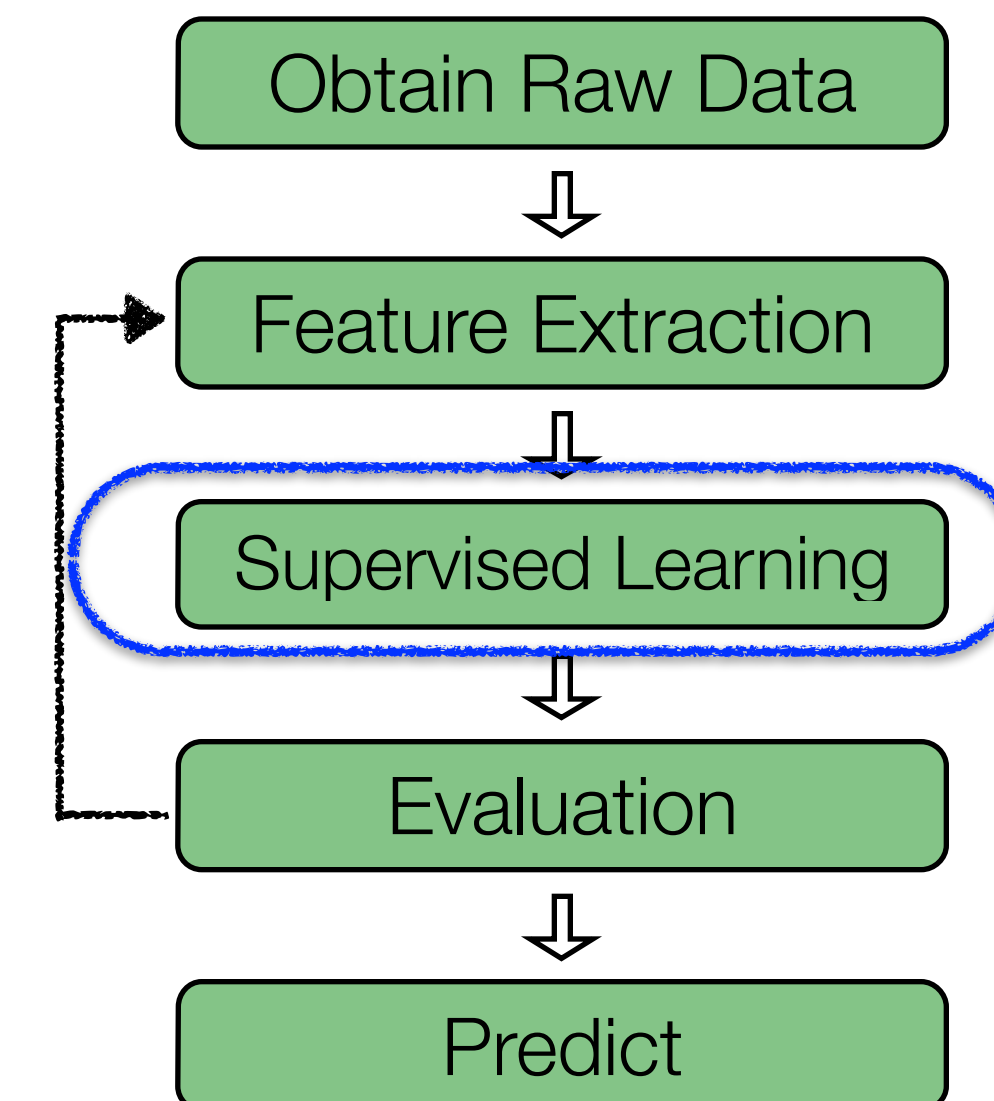 Obtain Raw Data
Feature Extraction
Supervised Learning
Evaluation
Predict